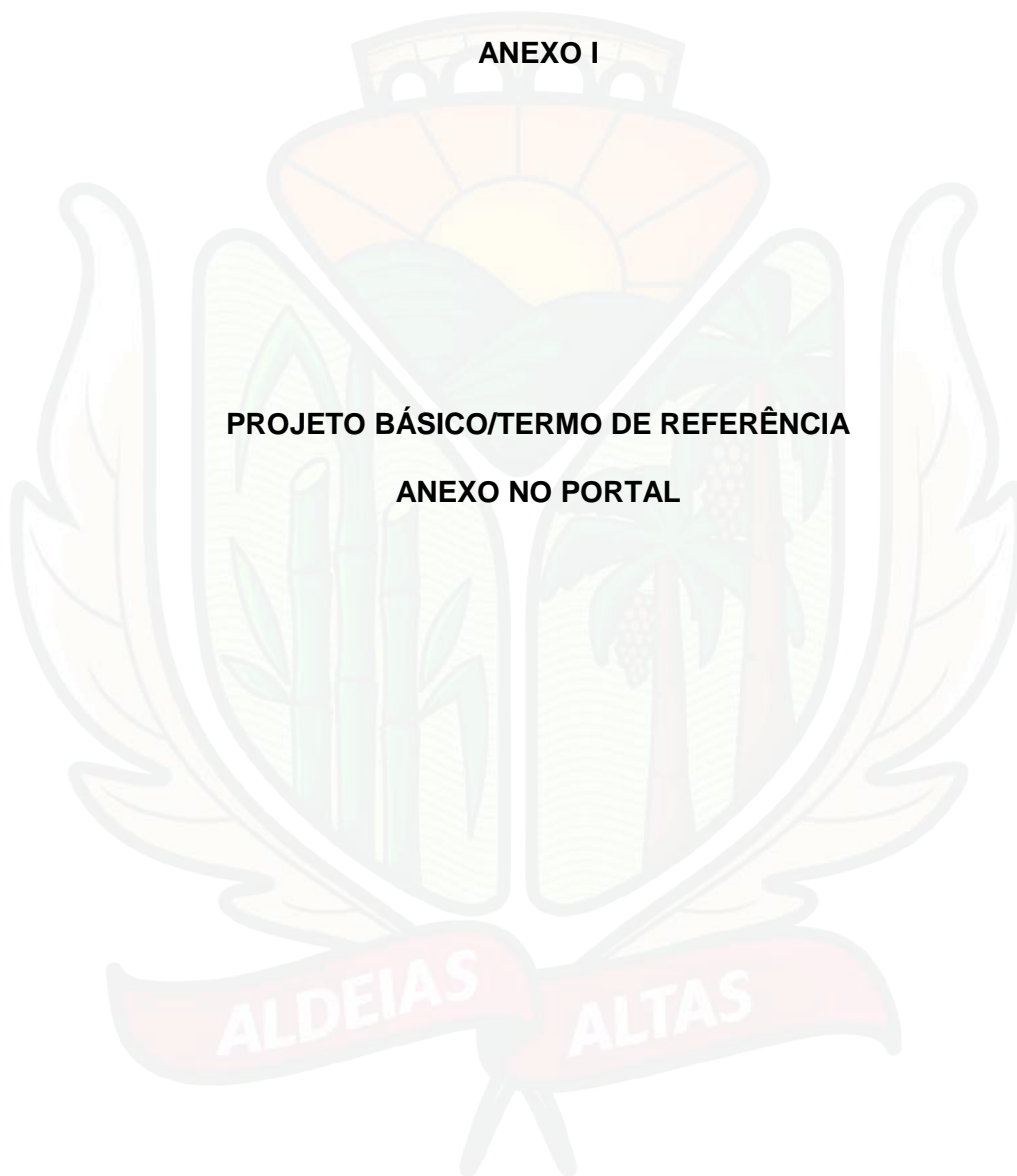 ANEXO I
PROJETO BÁSICO/TERMO DE REFERÊNCIA
ANEXO NO PORTAL
ALDEIAS ALTAS